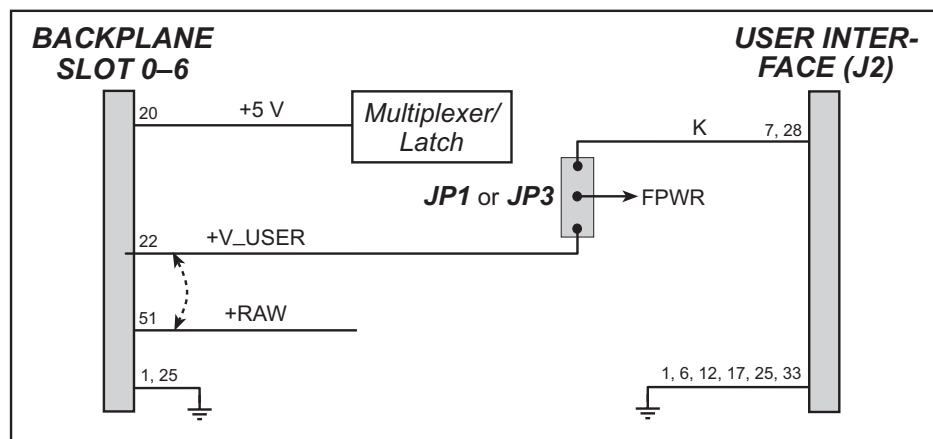 BACKPLANE
SLOT 0–6
USER INTER-
FACE (J2)
20
+5 V
Multiplexer/
Latch
K
7, 28
JP1 or JP3
FPWR
22
+V_USER
51
+RAW
1, 25
1, 6, 12, 17, 25, 33